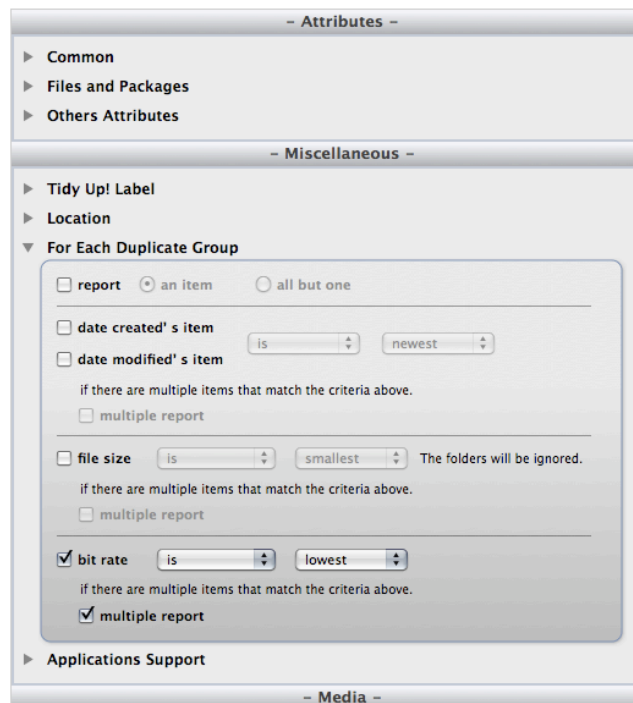 – Attributes –
Common
Files and Packages
Others Attributes
– Miscellaneous –
Tidy Up! Label
Location
For Each Duplicate Group
report an item all but one
date created' s item
is newest
date modified' s item
if there are multiple items that match the criteria above.
multiple report
file size is smallest The folders will be ignored.
if there are multiple items that match the criteria above.
multiple report
bit rate is lowest
if there are multiple items that match the criteria above.
multiple report
Applications Support
– Media –